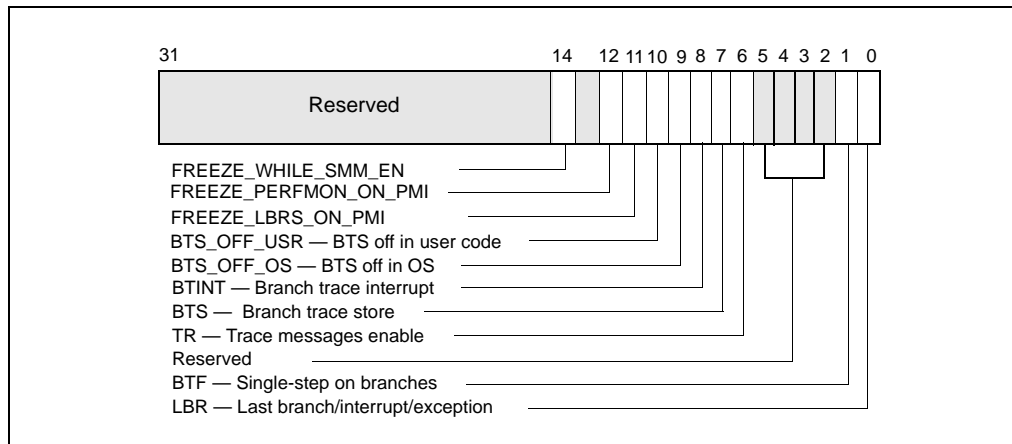 31 14 12 11 10 9 8 7 6 5 4 3 2 1 0
Reserved
FREEZE_WHILE_SMM_EN
FREEZE_PERFMON_ON_PMI
FREEZE_LBRS_ON_PMI
BTS_OFF_USR — BTS off in user code
BTS_OFF_OS — BTS off in OS
BTINT — Branch trace interrupt
BTS — Branch trace store
TR — Trace messages enable
Reserved
BTF — Single-step on branches
LBR — Last branch/interrupt/exception